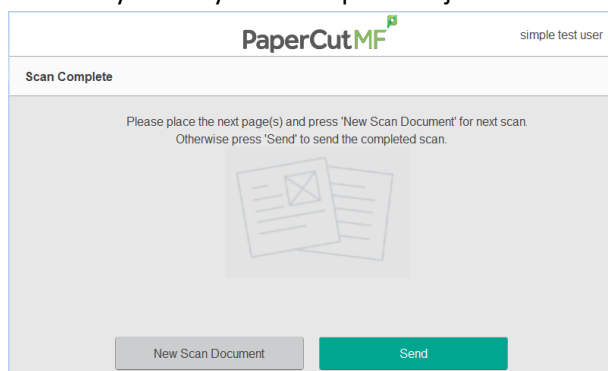 PaperCutMF
simple test user
Scan Complete
Please place the next page(s) and press 'New Scan Document' for next scan.
Otherwise press 'Send' to send the completed scan.
New Scan Document
Send